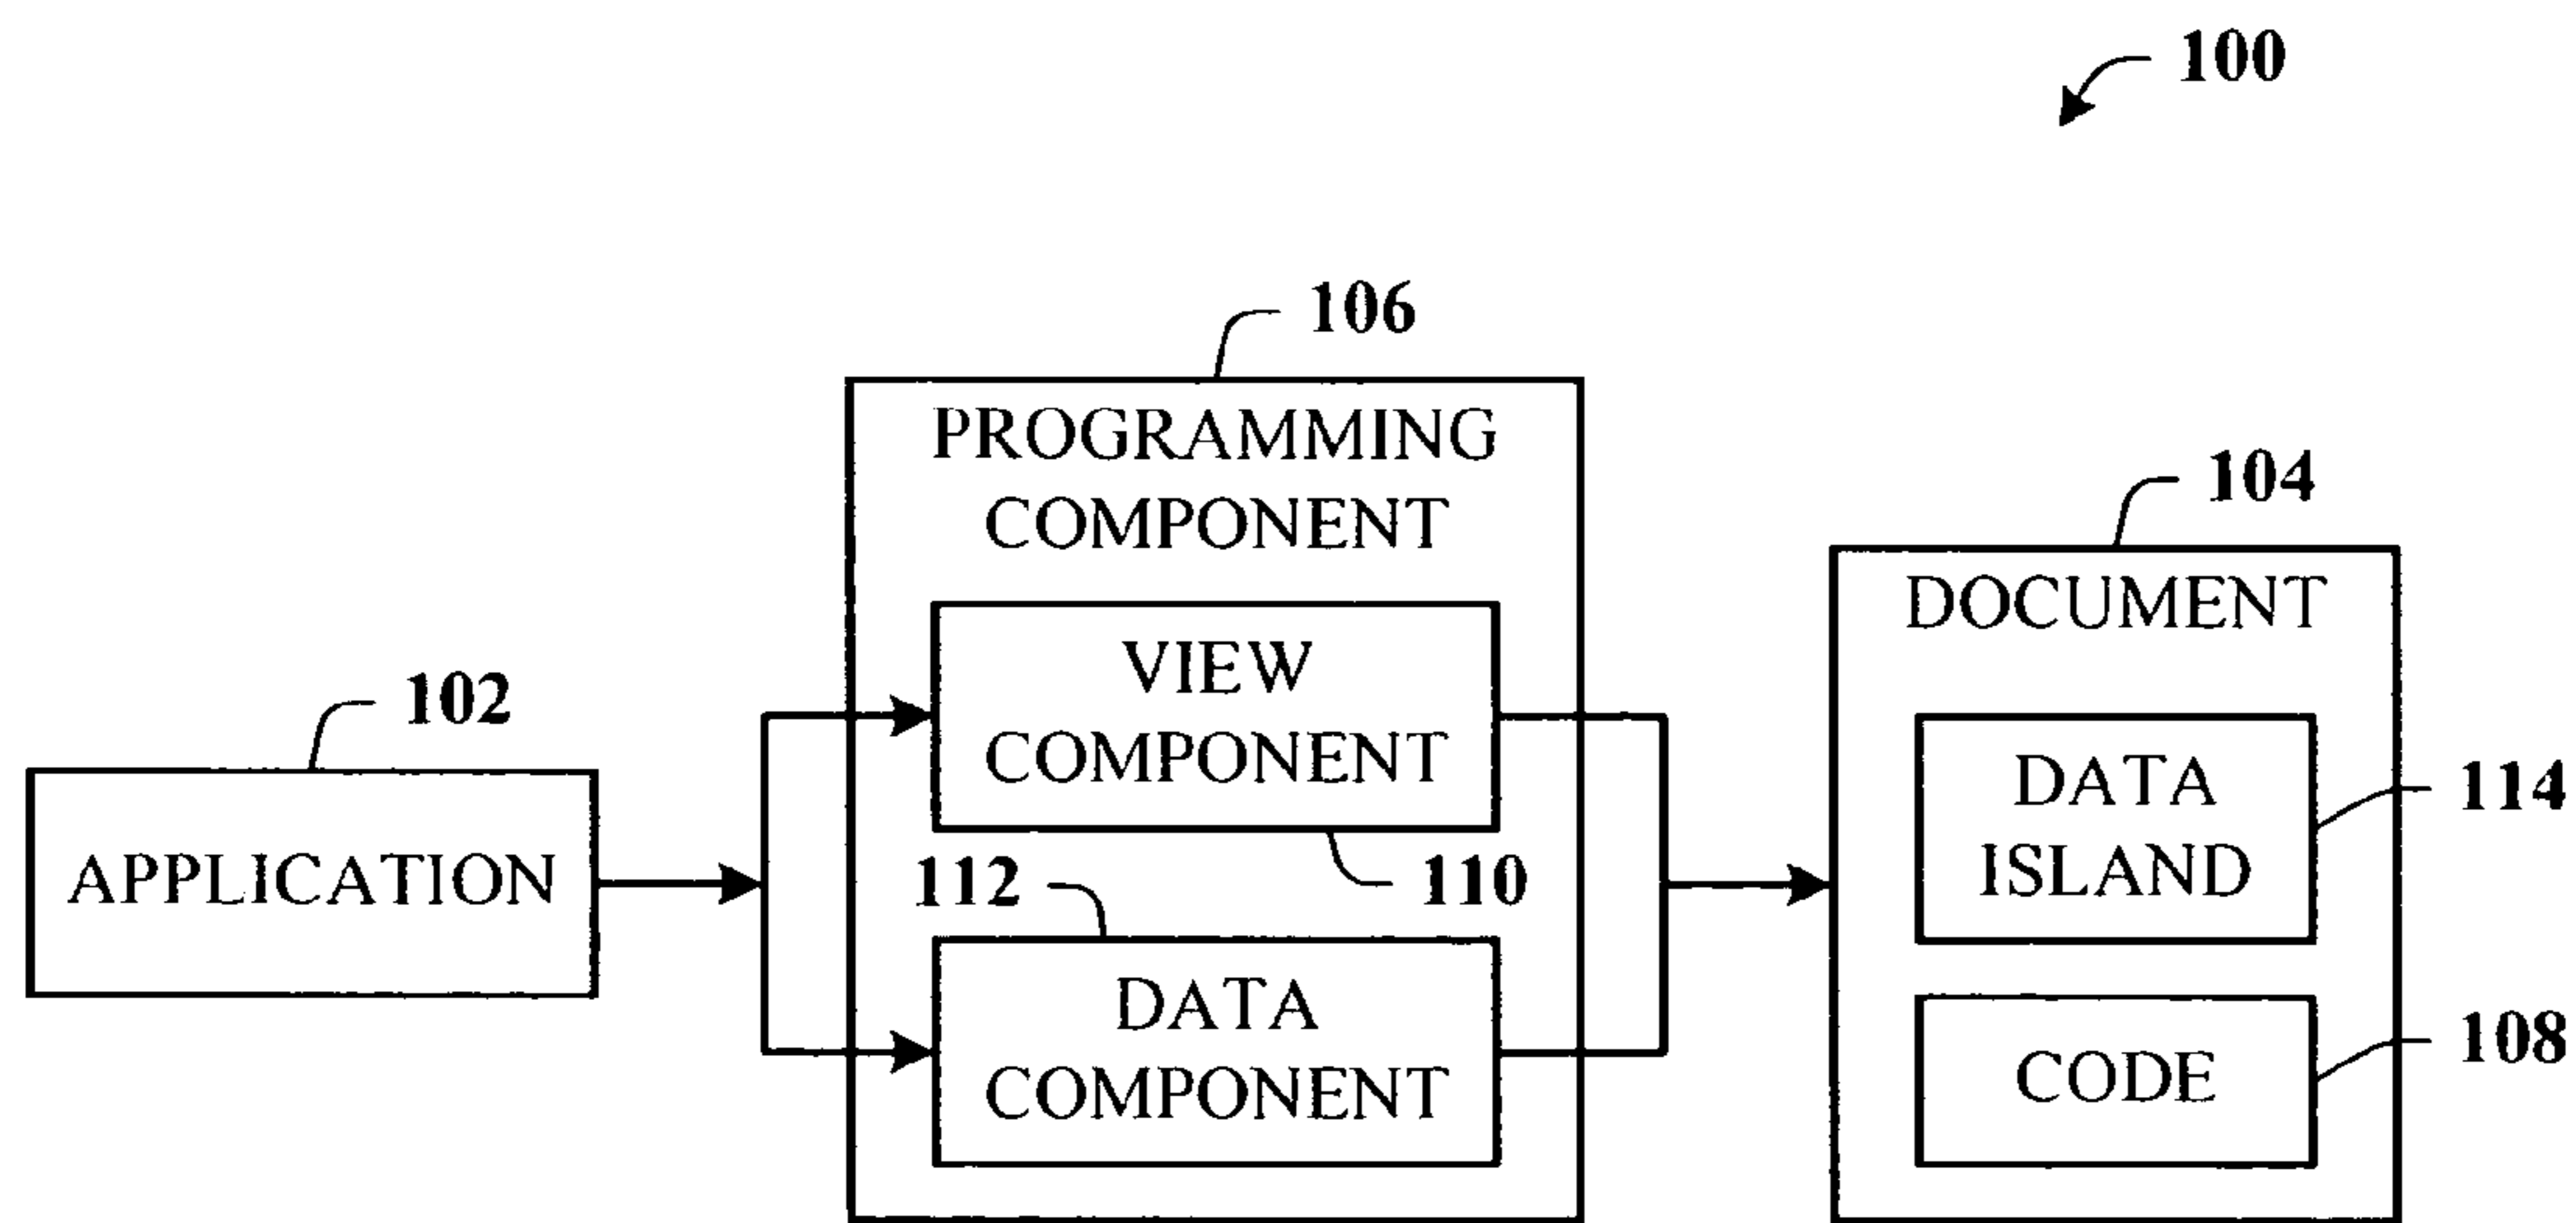 100
106
PROGRAMMING
COMPONENT
104
DOCUMENT
VIEW
COMPONENT
102
APPLICATION
110
112
DATA
COMPONENT
DATA
ISLAND
114
CODE
108